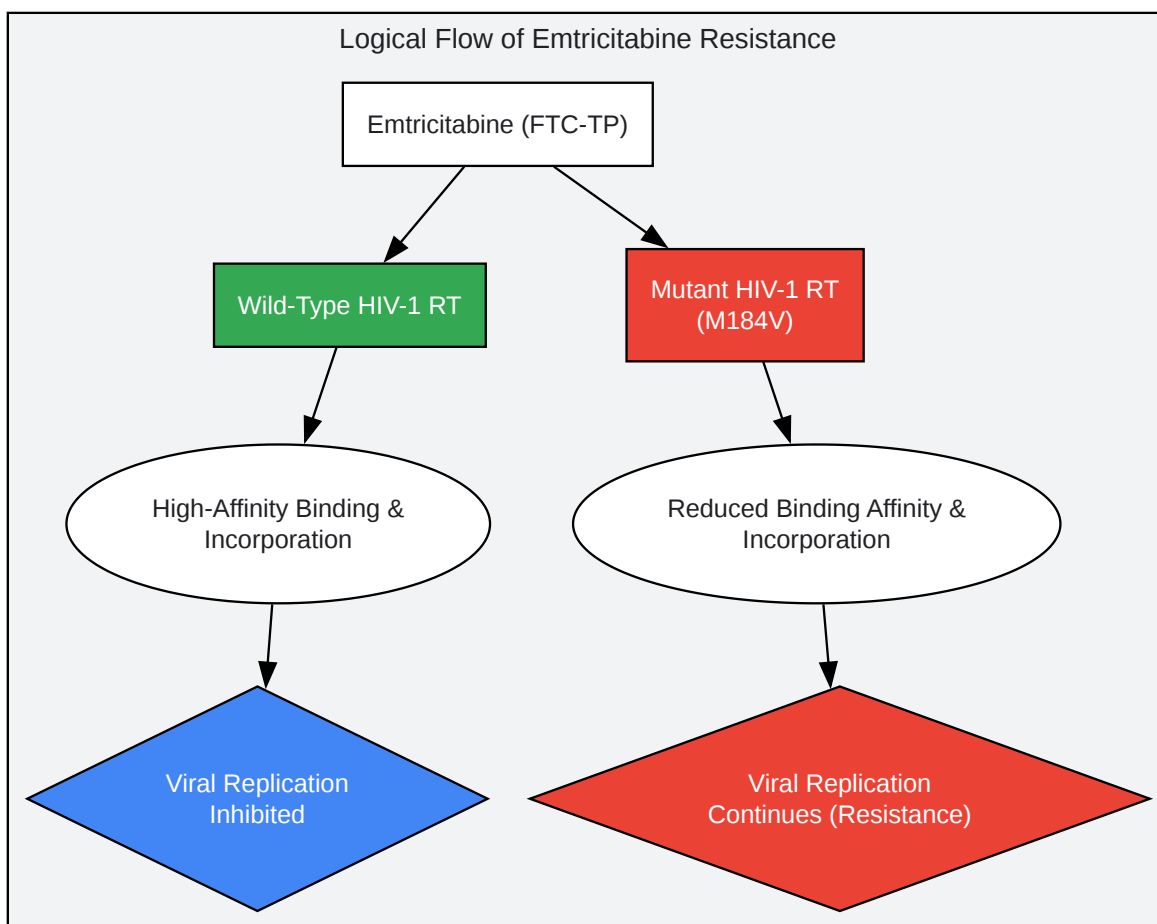 Logical Flow of Emtricitabine Resistance
Emtricitabine (FTC-TP)
Wild-Type HIV-1 RT
Mutant HIV-1 RT
(M184V)
High-Affinity Binding &
Incorporation
Reduced Binding Affinity &
Incorporation
Viral Replication
Inhibited
Viral Replication
Continues (Resistance)